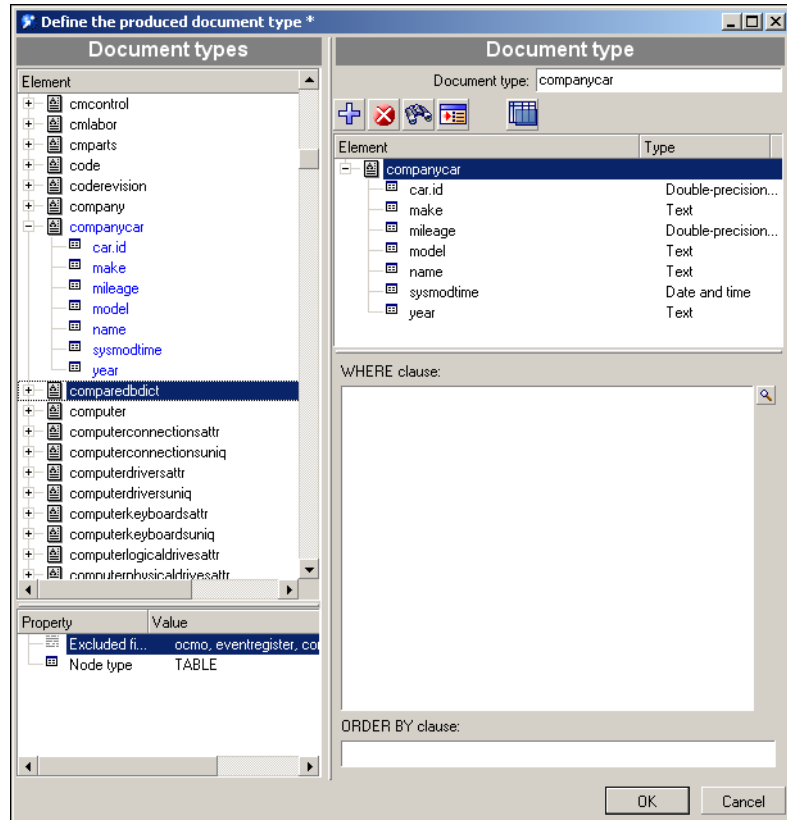 Define the produced document type *
Document types
Element
cmcontrol
cmlabor
cmparts
code
coderevision
company
companycar
car.id
make
mileage
model
name
sysmodtime
year
comparedbdict
computer
computerconnectionsattr
computerconnectionsuniq
computerdriversattr
computerdriversuniq
computerkeyboardsattr
computerkeyboardsuniq
computerlogicaldrivesattr
computerphysicaldrivesattr
Property Value
Excluded fi... ocmo, eventregister, cor
Node type TABLE
Document type
Document type: companycar
Element Type
companycar
car.id Double-precision...
make Text
mileage Double-precision...
model Text
name Text
sysmodtime Date and time
year Text
WHERE clause:
ORDER BY clause:
OK Cancel